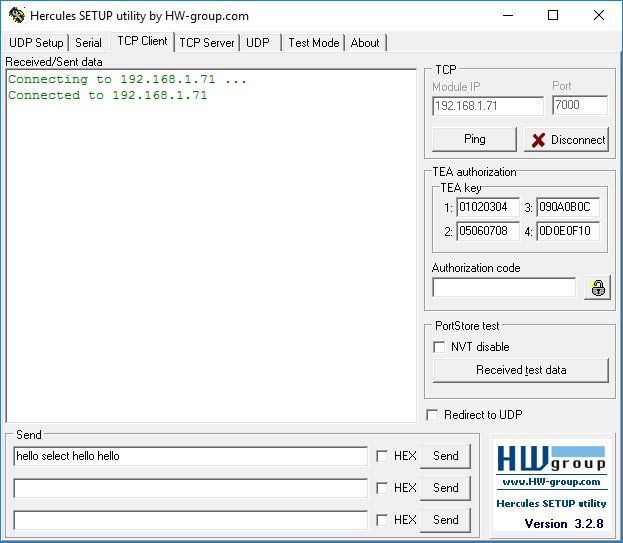 Hercules SETUP utility by HW-group.com
UDP Setup Serial TCP Client TCP Server UDP Test Mode About
Received/Sent data
Connecting to 192.168.1.71 ...
Connected to 192.168.1.71
TCP
Module IP Port
192.168.1.71 7000
Ping Disconnect
TEA authorization
TEA key
1: 01020304 3: 090A0B0C
2: 05060708 4: 0D0E0F10
Authorization code
PortStore test
NVT disable
Received test data
Redirect to UDP
Send
hello select hello hello HEX Send
HEX Send
HEX Send
HW group
www.HW-group.com
Hercules SETUP utility
Version 3.2.8